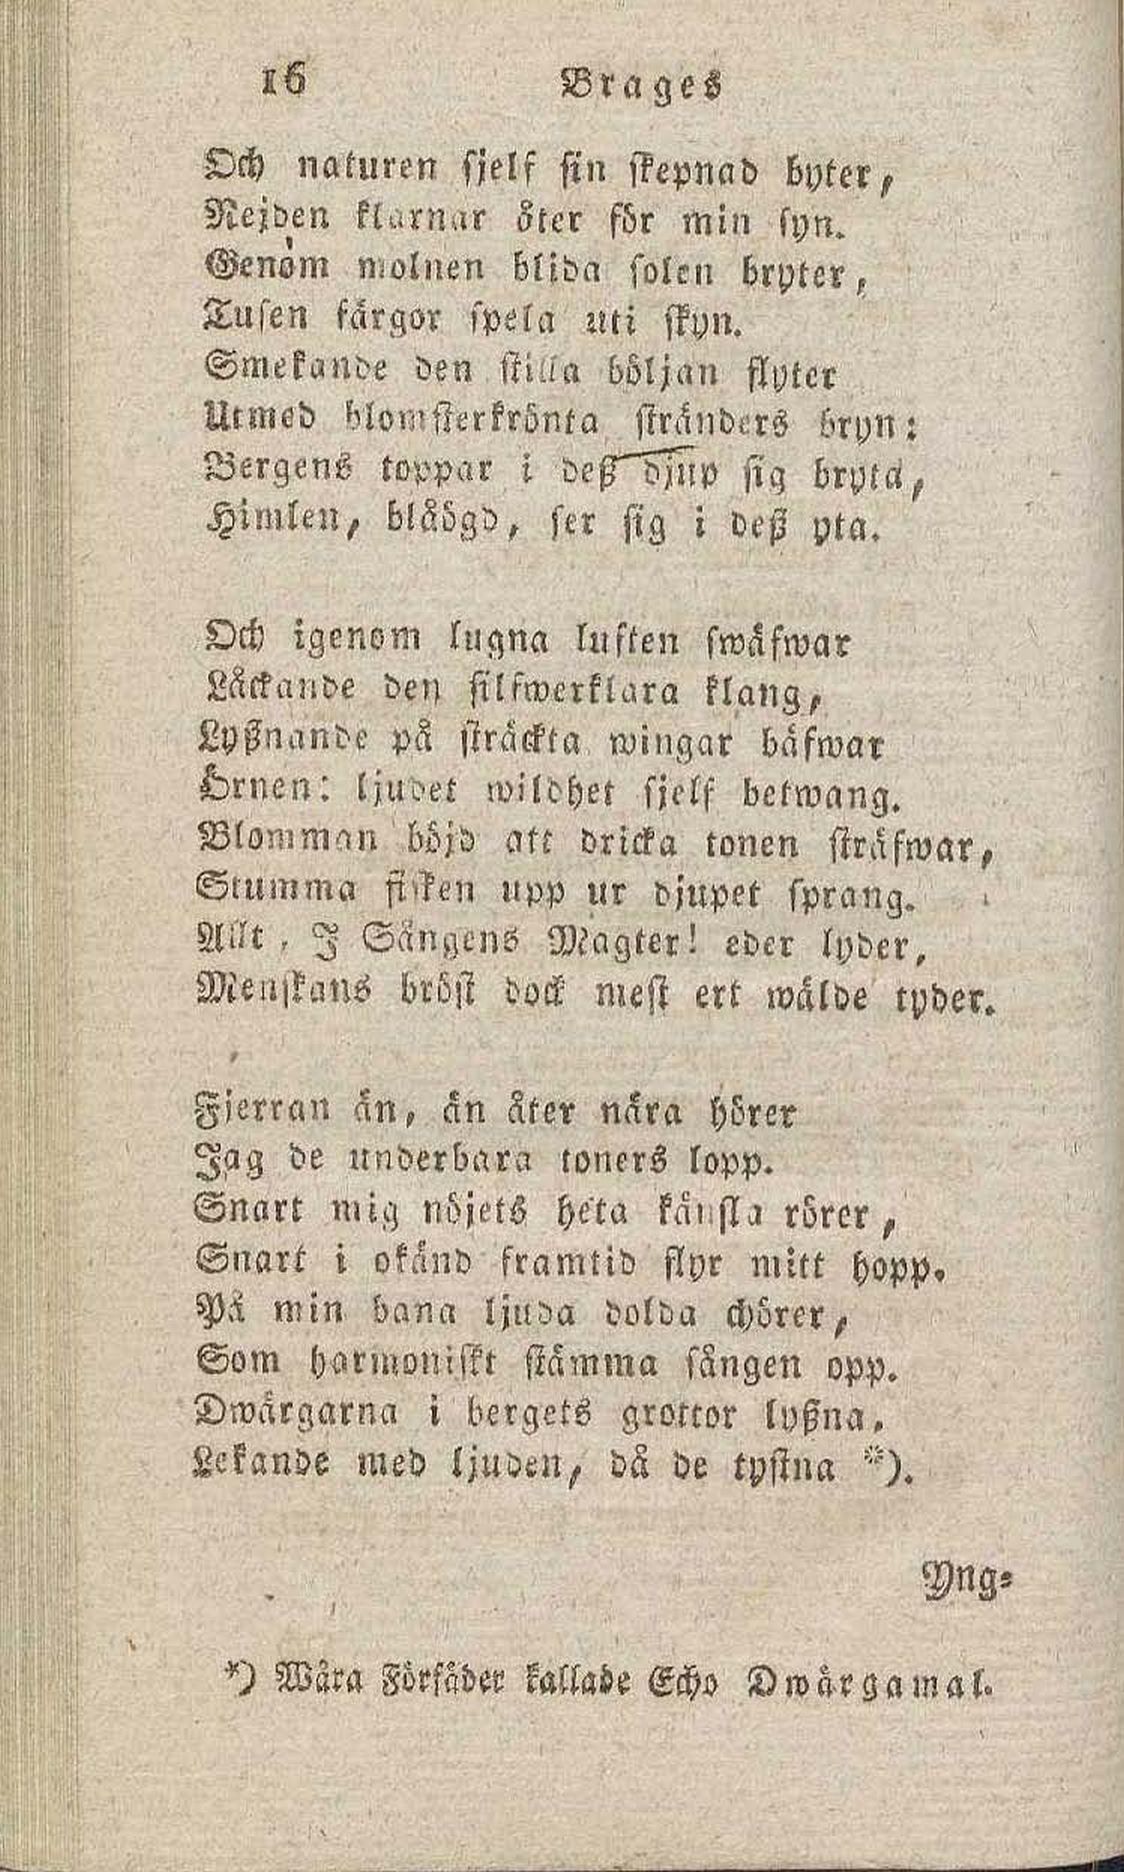 16 Brages
Och naturen sjelf sin skepnad byter,
Nejden klarnar åter för min syn.
Genom molnen blida solen bryter,
Tusen färgor spela uti skyn.
Smekande den stilla böljan flyter
Utmed blomsterkrönta stränders bryn:
Bergens toppar i deß djup sig bryta,
Himlen, blåögd, ser sig i deß yta.
Och igenom lugna luften swäfwar
Låckande den silfwerklara klang,
Lyßnande på sträckta wingar bäfwar
Örnen: ljudet wildhet sjelf betwang.
Blomman böjd att dricka tonen sträfwar,
Stumma fisken upp ur djupet sprang.
Allt, I Sångens Magter! eder lyder,
Menskans bröst dock mest ert wälde tyder.
Fjerran än, än åter nära hörer
Jag de underbara toners lopp.
Snart mig nöjets heta känsla rörer,
Snart i okänd framtid flyr mitt hopp.
På min bana ljuda dolda chörer,
Som harmoniskt stämma sången opp.
Dwärgarna i bergets grottor lyßna,
Lekande med ljuden, då de tystna *).
Yng-
*) Wåra Förfäder kallade Echo Dwärgamal.